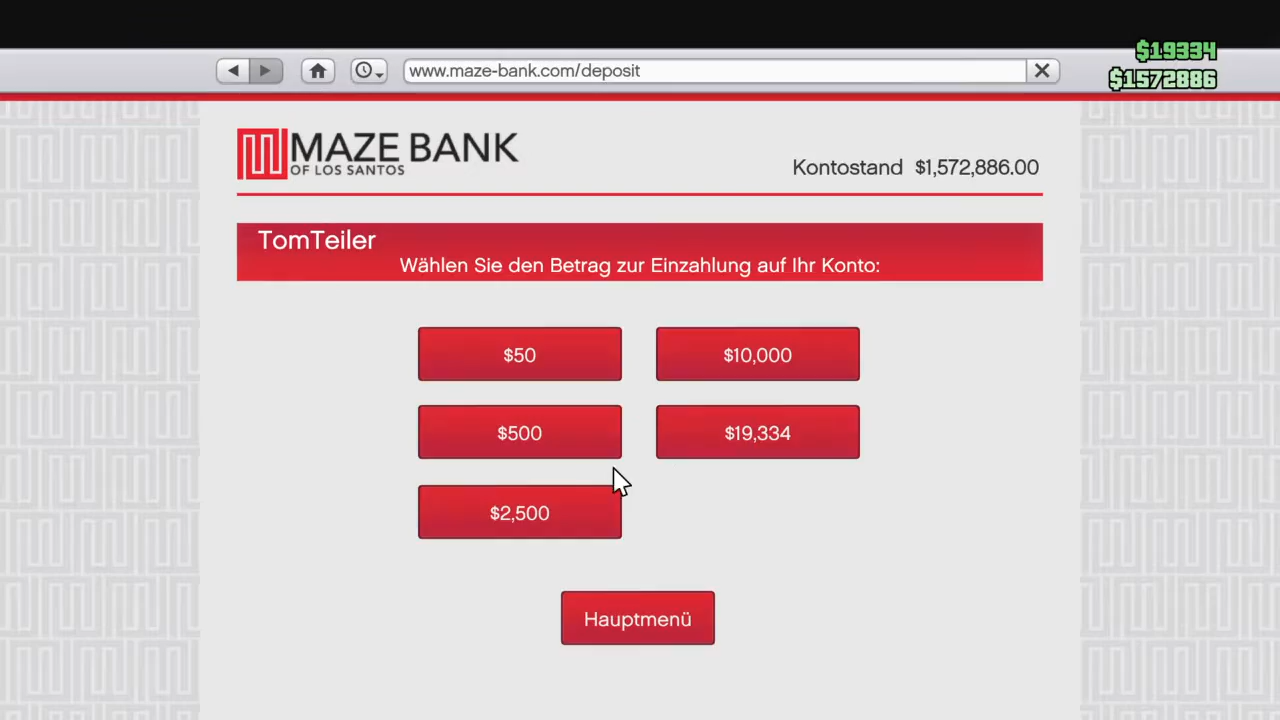 $19334
www.maze-bank.com/deposit
$1572886
MAZE BANK
OF LOS SANTOS
Kontostand $1,572,886.00
TomTeiler
Wählen Sie den Betrag zur Einzahlung auf Ihr Konto:
$50
$10,000
$500
$19,334
$2,500
Hauptmenü